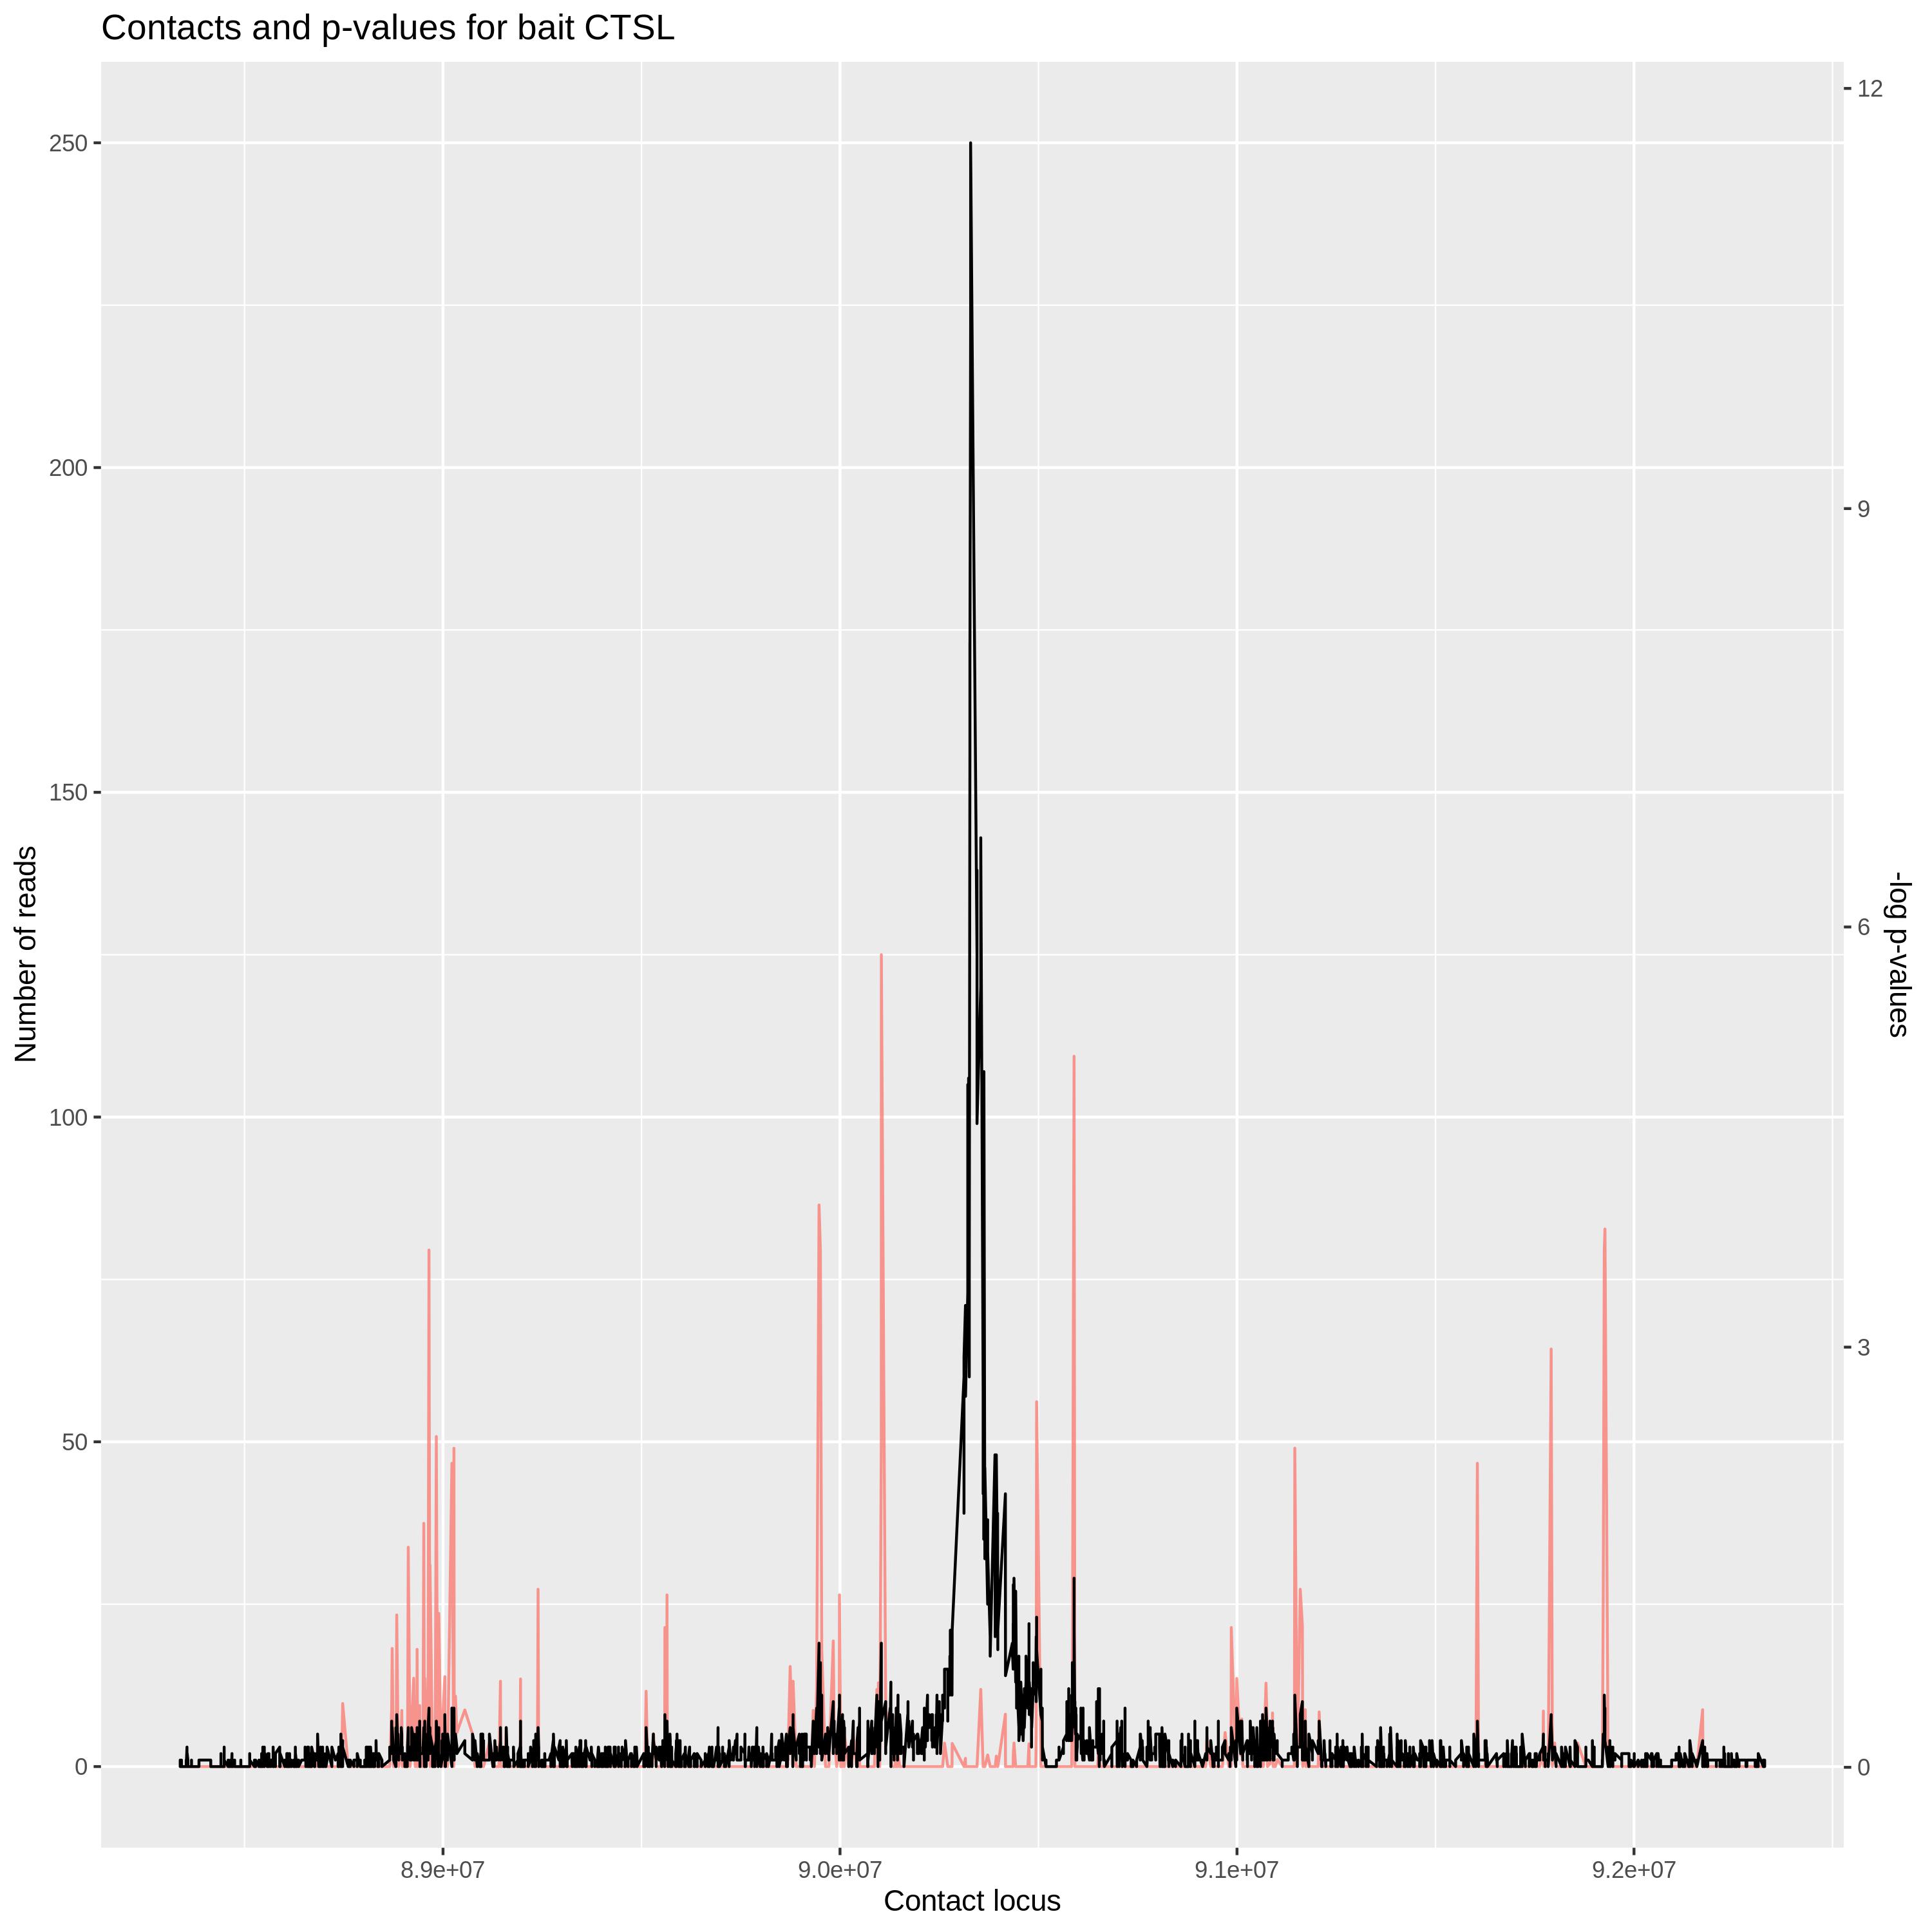 Contacts and p-values for bait CTSL
250
200
150
100
50
0
Number of reads
12
9
6
3
0
-log p-values
8.9e+07
9.0e+07
9.1e+07
9.2e+07
Contact locus